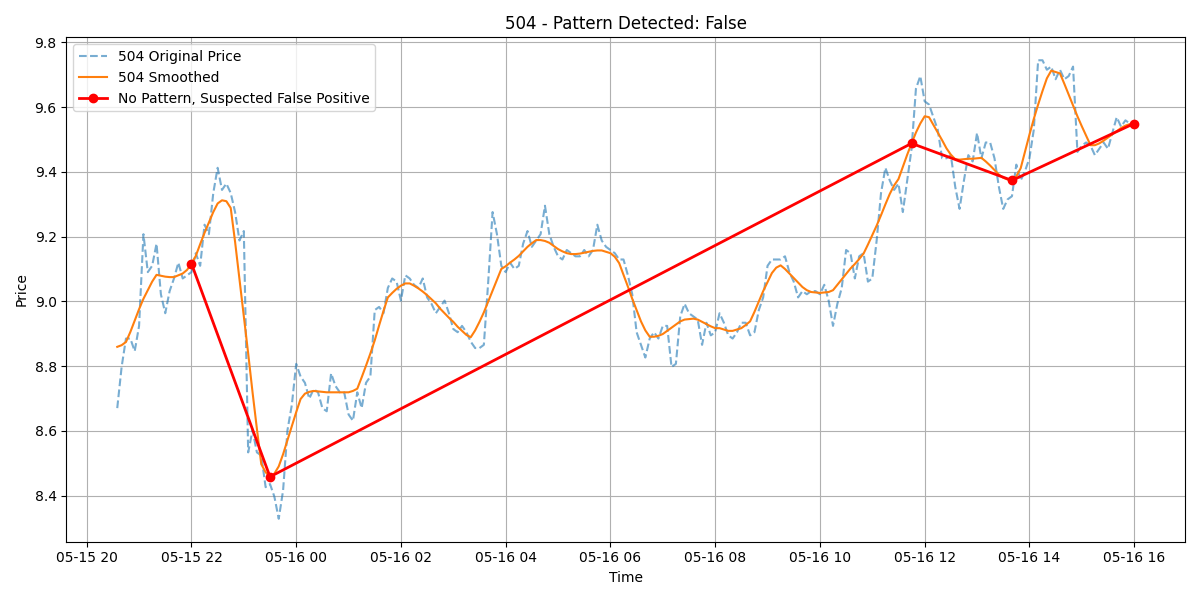 504 - Pattern Detected: False
504 Original Price
504 Smoothed
No Pattern, Suspected False Positive
Price
9.8
9.6
9.4
9.2
9.0
8.8
8.6
8.4
05-15 20 05-15 22 05-16 00 05-16 02 05-16 04 05-16 06 05-16 08 05-16 10 05-16 12 05-16 14 05-16 16
Time